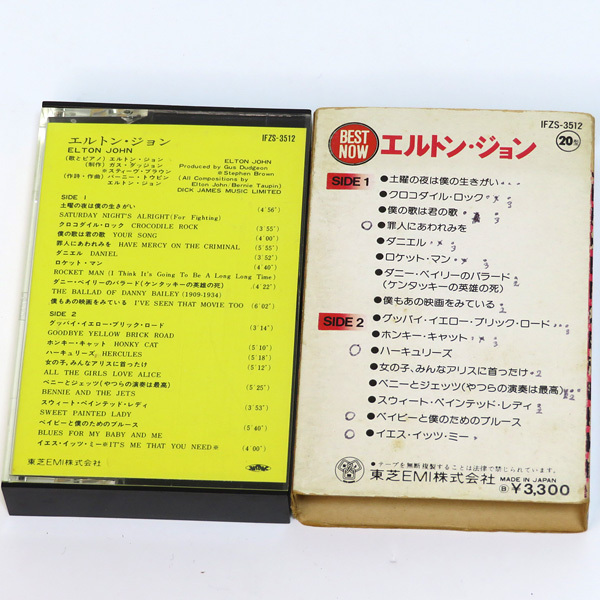 エルトン・ジョン
IFZS-3512
ELTON JOHN
(歌とピアノ) エルトン・ジョン ELTON JOHN
(制作) ガス・ダッジョン Produced by Gus Dudgeon
※スティーヴ・ブラウン ※Stephen Brown
(作詩・作曲) バーニー・トウピン (All Compositions by
エルトン・ジョン Elton John/Bernie Taupin)
DICK JAMES MUSIC LIMITED
SIDE 1
土曜の夜は僕の生きがい (4'56")
SATURDAY NIGHT'S ALRIGHT (For Fighting)
クロコダイル・ロック CROCODILE ROCK (3'55")
僕の歌は君の歌 YOUR SONG (4'00")
罪人にあわれみを HAVE MERCY ON THE CRIMINAL (5'55")
ダニエル DANIEL (3'52")
ロケット・マン (4'40")
ROCKET MAN (I Think It's Going To Be A Long Long Time)
ダニー・ベイリーのバラード (ケンタッキーの英雄の死) (4'22")
THE BALLAD OF DANNY BAILEY (1909-1934)
僕もあの映画をみている I'VE SEEN THAT MOVIE TOO (6'02")
SIDE 2
グッバイ・イエロー・ブリック・ロード (3'14")
GOODBYE YELLOW BRICK ROAD
ホンキー・キャット HONKY CAT (5'10")
ハーキュリーズ HERCULES (5'18")
女の子、みんなアリスに首ったけ (5'12")
ALL THE GIRLS LOVE ALICE
ベニーとジェッツ (やつらの演奏は最高) (5'25")
BENNIE AND THE JETS
スウィート・ペインテッド・レディ (3'53")
SWEET PAINTED LADY
ベイビーと僕のためのブルース (5'40")
BLUES FOR MY BABY AND ME
イエス・イッツ・ミー※IT'S ME THAT YOU NEED※ (4'00")
東芝EMI株式会社
IFZS-3512
BEST
NOW
エルトン・ジョン
20
SIDE 1
●土曜の夜は僕の生きがい
●クロコダイル・ロック
●僕の歌は君の歌
●罪人にあわれみを
●ダニエル
●ロケット・マン
●ダニー・ベイリーのバラード
(ケンタッキーの英雄の死)
●僕もあの映画をみている
SIDE 2
●グッバイ・イエロー・ブリック・ロード
●ホンキー・キャット
●ハーキュリーズ
●女の子、みんなアリスに首ったけ
●ベニーとジェッツ(やつらの演奏は最高)
●スウィート・ペインテッド・レディ
●ベイビーと僕のためのブルース
●イエス・イッツ・ミー
●テープを無断複製することは法律で禁じられています。
東芝EMI株式会社 MADE IN JAPAN
Ⓑ ¥3,300